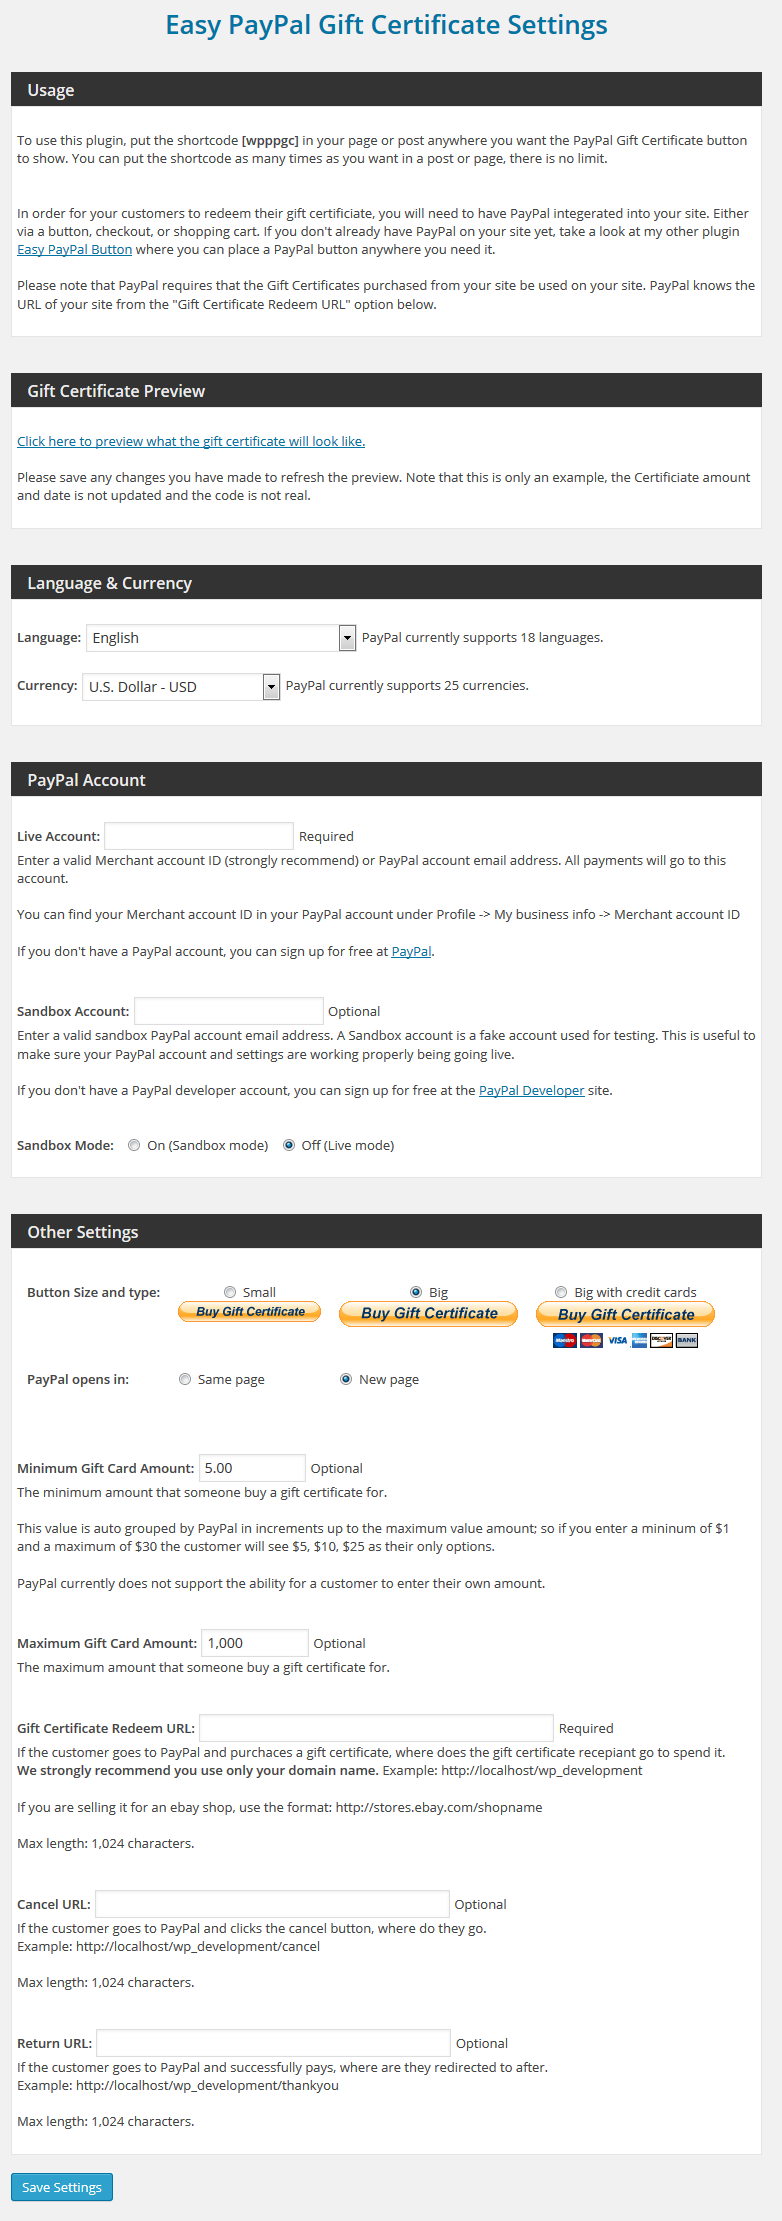 Easy PayPal Gift Certificate Settings
Usage
To use this plugin, put the shortcode [wpppgc] in your page or post anywhere you want the PayPal Gift Certificate button
to show. You can put the shortcode as many times as you want in a post or page, there is no limit.
In order for your customers to redeem their gift certificiate, you will need to have PayPal integerated into your site. Either
via a button, checkout, or shopping cart. If you don't already have PayPal on your site yet, take a look at my other plugin
Easy PayPal Button where you can place a PayPal button anywhere you need it.
Please note that PayPal requires that the Gift Certificates purchased from your site be used on your site. PayPal knows the
URL of your site from the "Gift Certificate Redeem URL" option below.
Gift Certificate Preview
Click here to preview what the gift certificate will look like.
Please save any changes you have made to refresh the preview. Note that this is only an example, the Certificiate amount
and date is not updated and the code is not real.
Language & Currency
Language: English PayPal currently supports 18 languages.
Currency: U.S. Dollar - USD PayPal currently supports 25 currencies.
PayPal Account
Live Account: Required
Enter a valid Merchant account ID (strongly recommend) or PayPal account email address. All payments will go to this
account.
You can find your Merchant account ID in your PayPal account under Profile -> My business info -> Merchant account ID
If you don't have a PayPal account, you can sign up for free at PayPal.
Sandbox Account: Optional
Enter a valid sandbox PayPal account email address. A Sandbox account is a fake account used for testing. This is useful to
make sure your PayPal account and settings are working properly being going live.
If you don't have a PayPal developer account, you can sign up for free at the PayPal Developer site.
Sandbox Mode: On (Sandbox mode) Off (Live mode)
Other Settings
Button Size and type: Small Big Big with credit cards
Buy Gift Certificate Buy Gift Certificate Buy Gift Certificate
Maestro MasterCard VISA DISCOVER BANK
PayPal opens in: Same page New page
Minimum Gift Card Amount: 5.00 Optional
The minimum amount that someone buy a gift certificate for.
This value is auto grouped by PayPal in increments up to the maximum value amount; so if you enter a mininum of $1
and a maximum of $30 the customer will see $5, $10, $25 as their only options.
PayPal currently does not support the ability for a customer to enter their own amount.
Maximum Gift Card Amount: 1,000 Optional
The maximum amount that someone buy a gift certificate for.
Gift Certificate Redeem URL: Required
If the customer goes to PayPal and purchaces a gift certificate, where does the gift certificate recepiant go to spend it.
We strongly recommend you use only your domain name. Example: http://localhost/wp_development
If you are selling it for an ebay shop, use the format: http://stores.ebay.com/shopname
Max length: 1,024 characters.
Cancel URL: Optional
If the customer goes to PayPal and clicks the cancel button, where do they go.
Example: http://localhost/wp_development/cancel
Max length: 1,024 characters.
Return URL: Optional
If the customer goes to PayPal and successfully pays, where are they redirected to after.
Example: http://localhost/wp_development/thankyou
Max length: 1,024 characters.
Save Settings